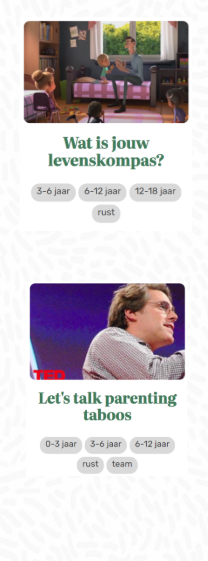 Wat is jouw
levenskompas?
3-6 jaar 6-12 jaar 12-18 jaar
rust
TED
Let's talk parenting
taboos
0-3 jaar 3-6 jaar 6-12 jaar
rust team